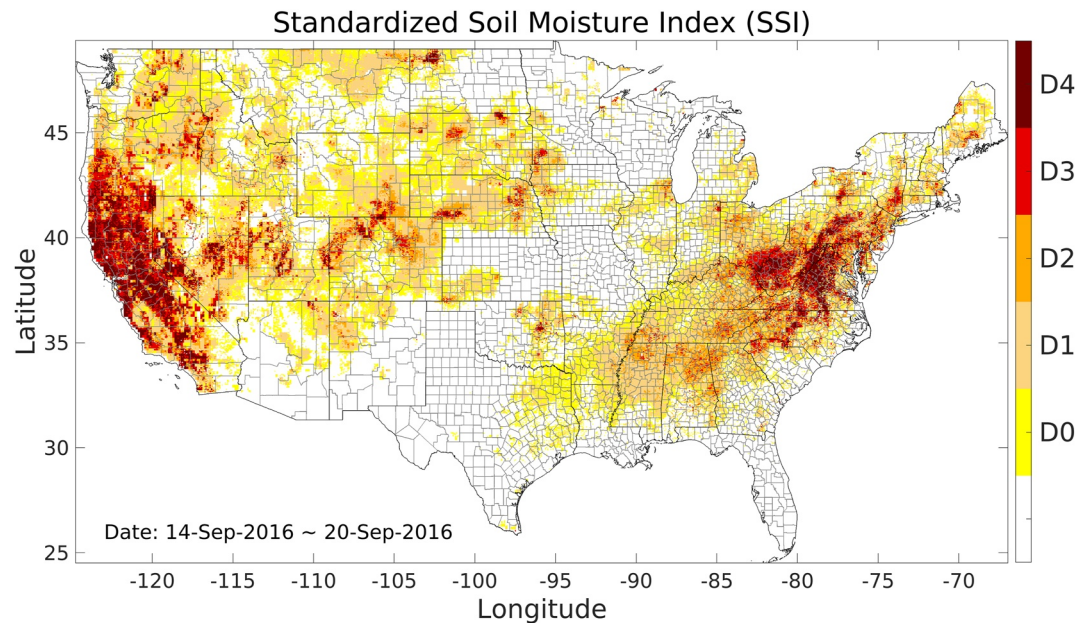 Standardized Soil Moisture Index (SSI)
D4
D3
D2
D1
D0
45
40
35
30
25
Latitude
Date: 14-Sep-2016 ~ 20-Sep-2016
-120 -115 -110 -105 -100 -95 -90 -85 -80 -75 -70
Longitude